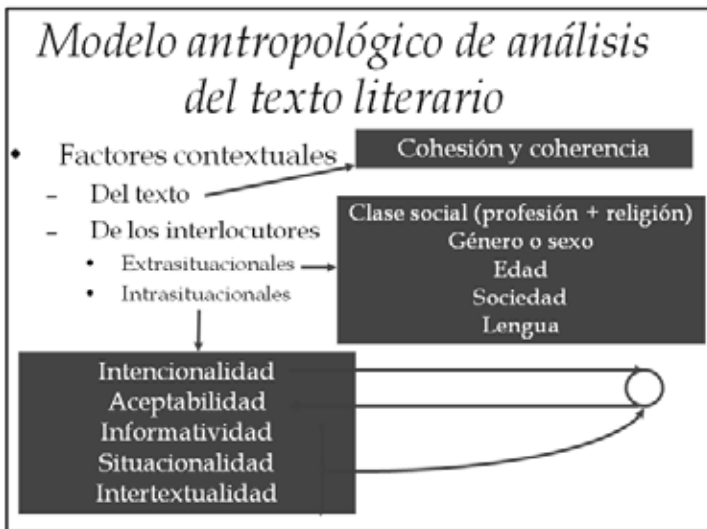 Modelo antropológico de análisis
del texto literario
• Factores contextuales
Cohesión y coherencia
– Del texto
– De los interlocutores
• Extrasituacionales
• Intrasituacionales
Clase social (profesión + religión)
Género o sexo
Edad
Sociedad
Lengua
Intencionalidad
Aceptabilidad
Informatividad
Situacionalidad
Intertextualidad